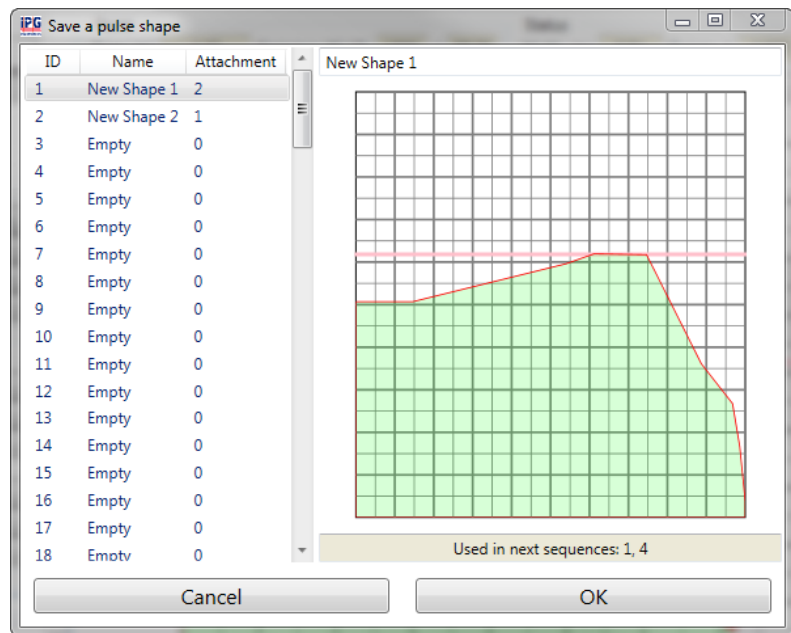 IPG Save a pulse shape
ID Name Attachment
New Shape 1
1 New Shape 1 2
2 New Shape 2 1
3 Empty 0
4 Empty 0
5 Empty 0
6 Empty 0
7 Empty 0
8 Empty 0
9 Empty 0
10 Empty 0
11 Empty 0
12 Empty 0
13 Empty 0
14 Empty 0
15 Empty 0
16 Empty 0
17 Empty 0
18 Empty 0
Used in next sequences: 1, 4
Cancel OK